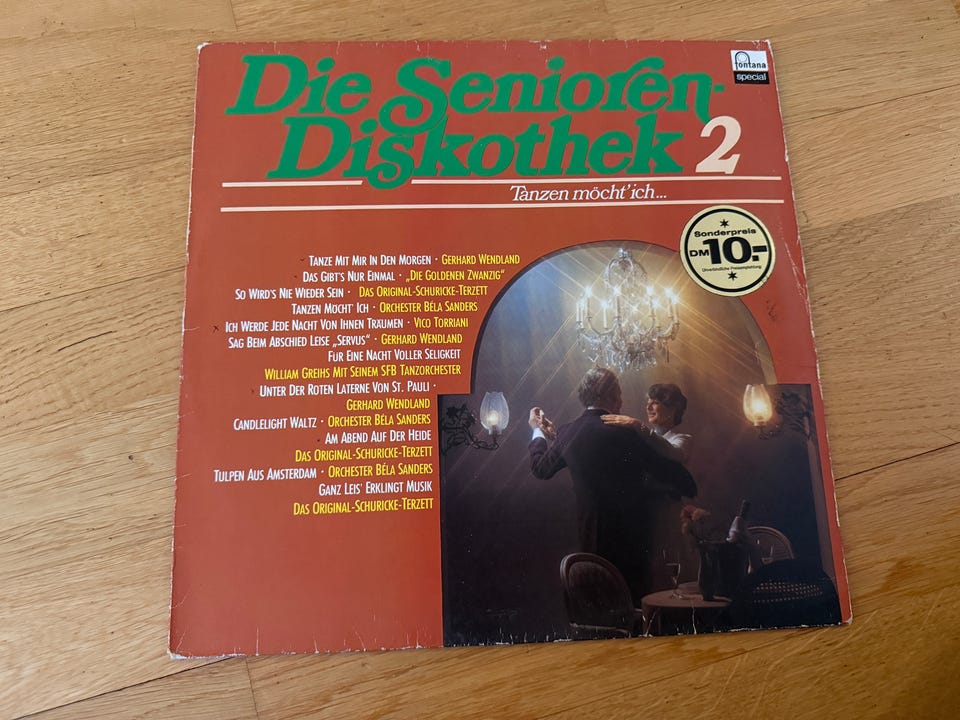 fontana
special
Die Senioren-
Diskothek 2
Tanzen möcht' ich...
Sonderpreis
DM 10.-
Unverbindliche Preisempfehlung
TANZE MIT MIR IN DEN MORGEN · GERHARD WENDLAND
DAS GIBT'S NUR EINMAL · „DIE GOLDENEN ZWANZIG"
SO WIRD'S NIE WIEDER SEIN · DAS ORIGINAL-SCHURICKE-TERZETT
TANZEN MÖCHT' ICH · ORCHESTER BÉLA SANDERS
ICH WERDE JEDE NACHT VON IHNEN TRÄUMEN · VICO TORRIANI
SAG BEIM ABSCHIED LEISE „SERVUS" · GERHARD WENDLAND
FÜR EINE NACHT VOLLER SELIGKEIT
WILLIAM GREIHS MIT SEINEM SFB TANZORCHESTER
UNTER DER ROTEN LATERNE VON ST. PAULI ·
GERHARD WENDLAND
CANDLELIGHT WALTZ · ORCHESTER BÉLA SANDERS
AM ABEND AUF DER HEIDE
DAS ORIGINAL-SCHURICKE-TERZETT
TULPEN AUS AMSTERDAM · ORCHESTER BÉLA SANDERS
GANZ LEIS' ERKLINGT MUSIK
DAS ORIGINAL-SCHURICKE-TERZETT